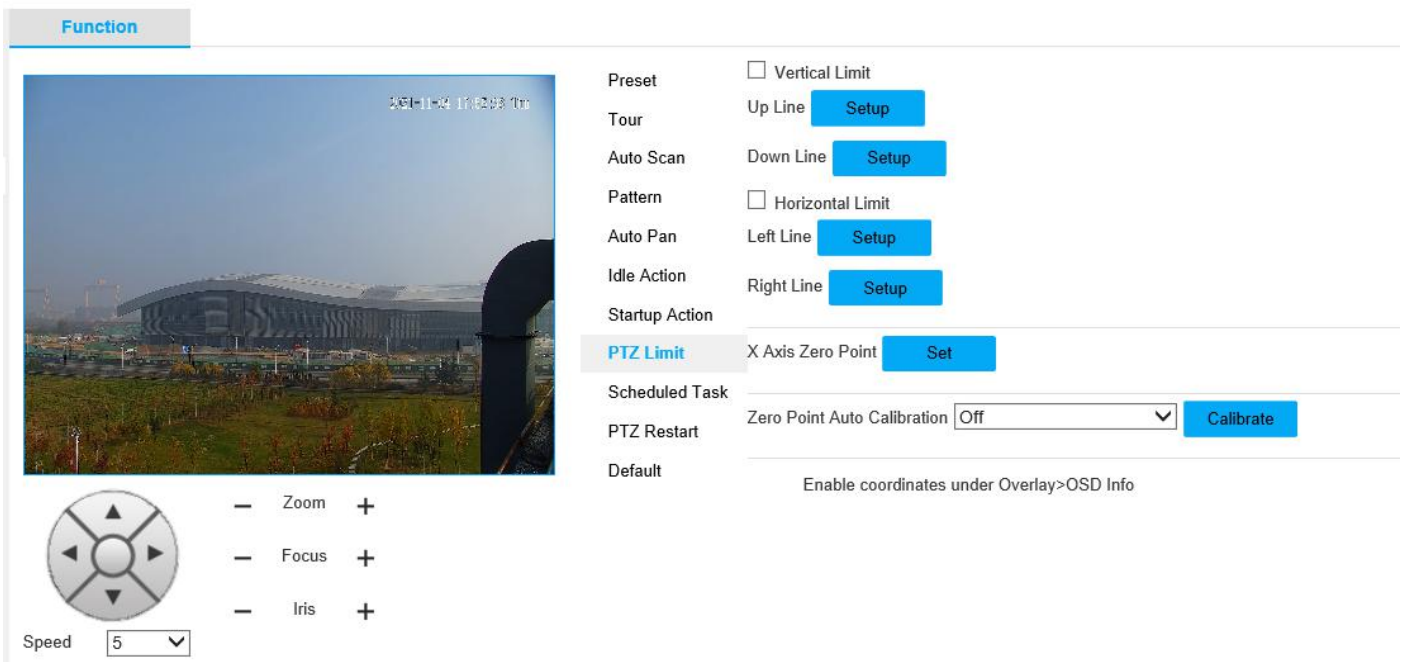 Function
Preset
Tour
Auto Scan
Pattern
Auto Pan
Idle Action
Startup Action
PTZ Limit
Scheduled Task
PTZ Restart
Default
Vertical Limit
Up Line Setup
Down Line Setup
Horizontal Limit
Left Line Setup
Right Line Setup
X Axis Zero Point Set
Zero Point Auto Calibration Off Calibrate
Enable coordinates under Overlay>OSD Info
Zoom
Focus
Iris
Speed 5